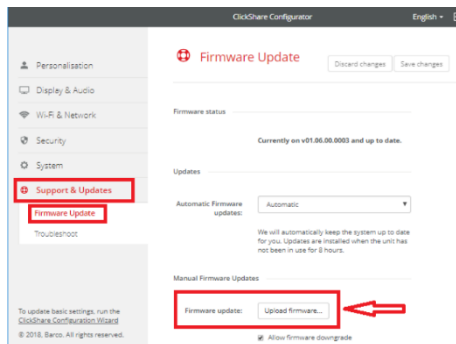 ClickShare Configurator
English
Personalisation
Display & Audio
Wi-Fi & Network
Security
System
Support & Updates
Firmware Update
Troubleshoot
To update basic settings, run the
ClickShare Configuration Wizard
© 2018, Barco. All rights reserved.
Firmware Update
Discard changes
Save changes
Firmware status
Currently on v01.06.00.0003 and up to date.
Updates
Automatic Firmware
updates:
Automatic
We will automatically keep the system up to date
for you. Updates are installed when the unit has
not been in use for 8 hours.
Manual Firmware Updates
Firmware update:
Upload firmware...
Allow firmware downgrade